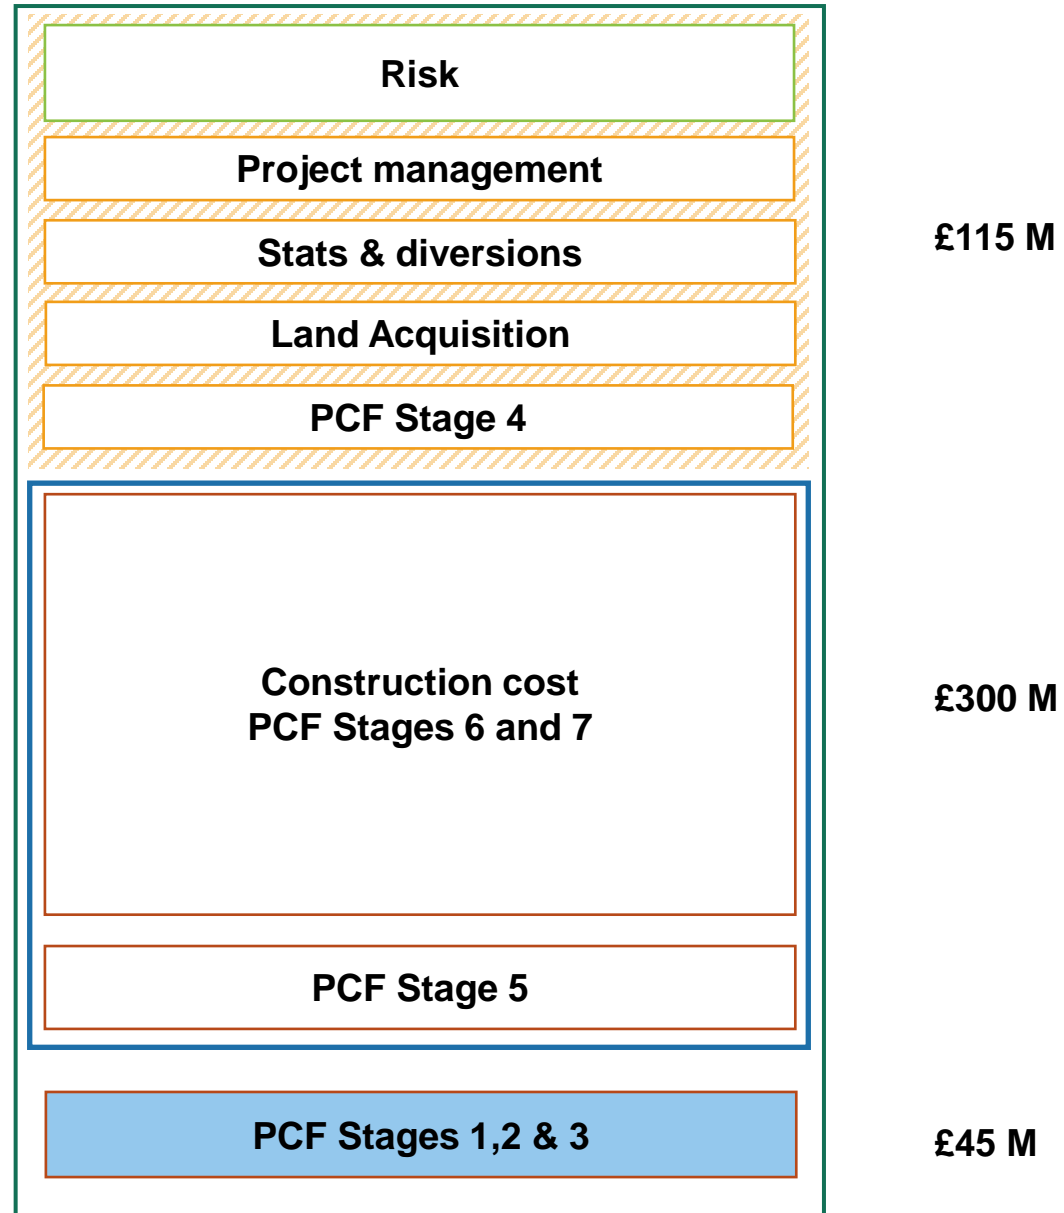 Risk
Project management
Stats & diversions
£115 M
Land Acquisition
PCF Stage 4
Construction cost
PCF Stages 6 and 7
£300 M
PCF Stage 5
PCF Stages 1,2 & 3
£45 M